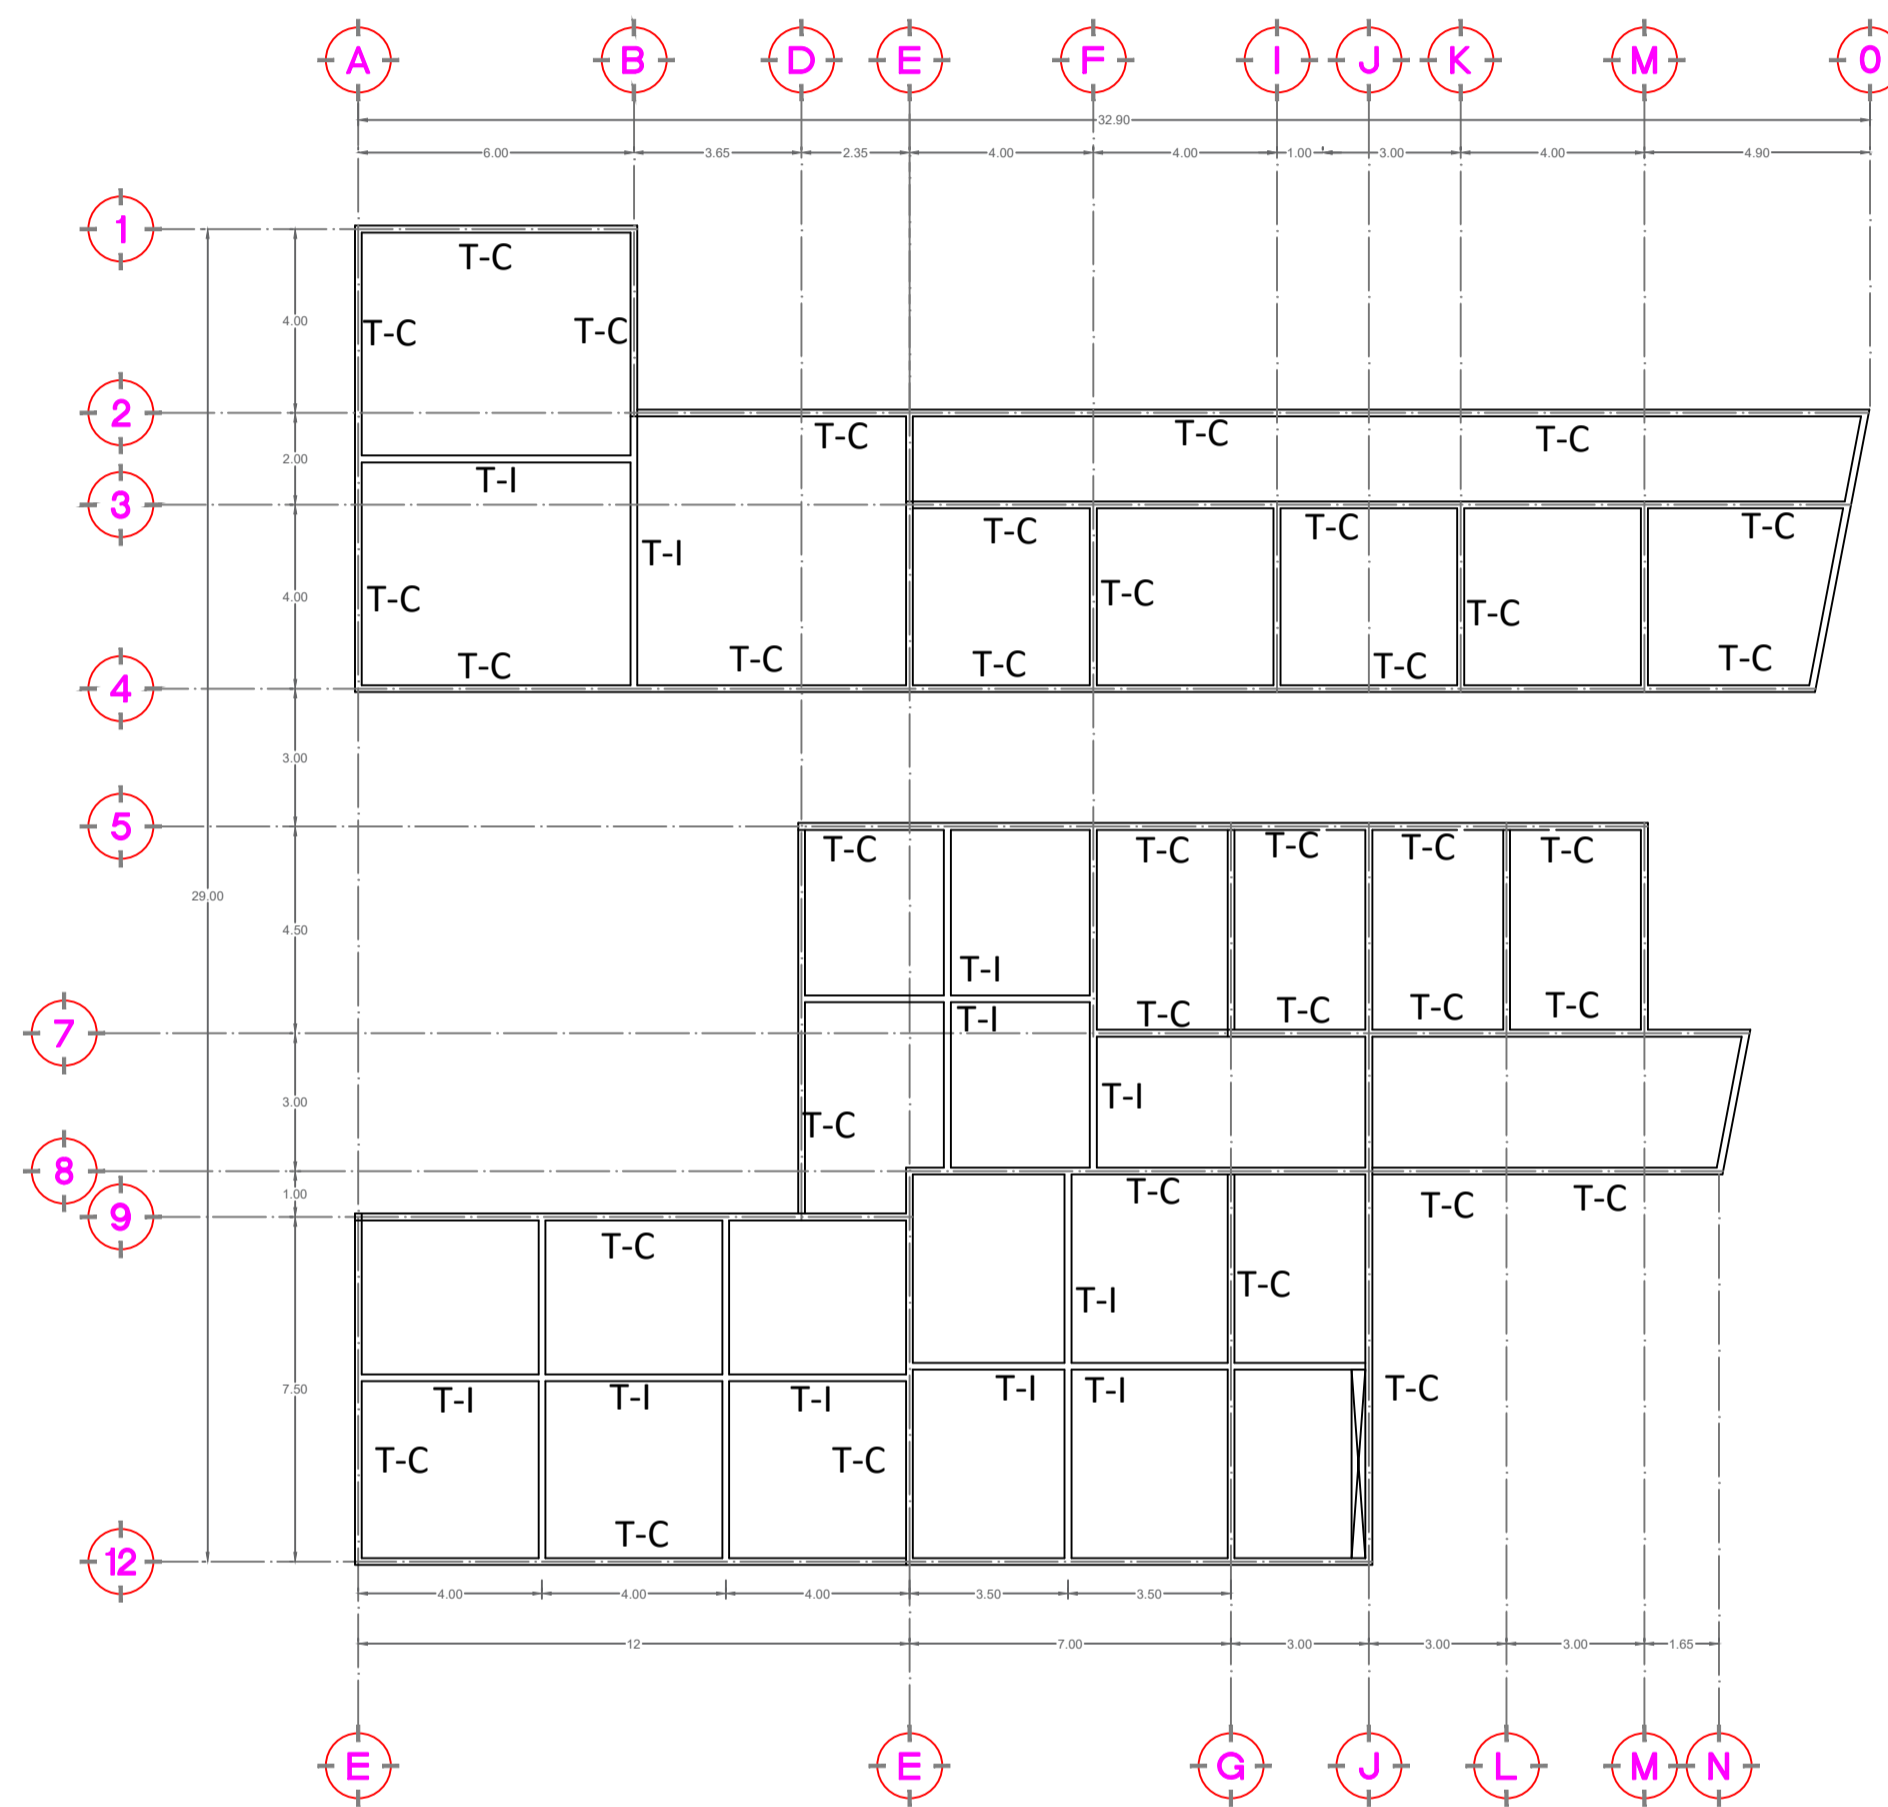 A B D E F I J K M O
32.90
6.00 3.65 2.35 4.00 4.00 1.00 3.00 4.00 4.90
1
T-C
4.00
T-C T-C
2
T-C T-C T-C
2.00
T-I
3
T-C T-C T-C
T-I
4.00
T-C T-C T-C
T-C T-C T-C T-C T-C
4
3.00
5
T-C T-C T-C T-C T-C
29.00
4.50
T-I
T-I T-C T-C T-C T-C
7
3.00
T-I
T-C
8
T-C T-C T-C
1.00
9
T-C
T-C
T-I
7.50
T-I T-I T-I T-I T-I T-C
T-C T-C
T-C
12
4.00 4.00 4.00 3.50 3.50
12 7.00 3.00 3.00 3.00 1.65
E E G J L M N